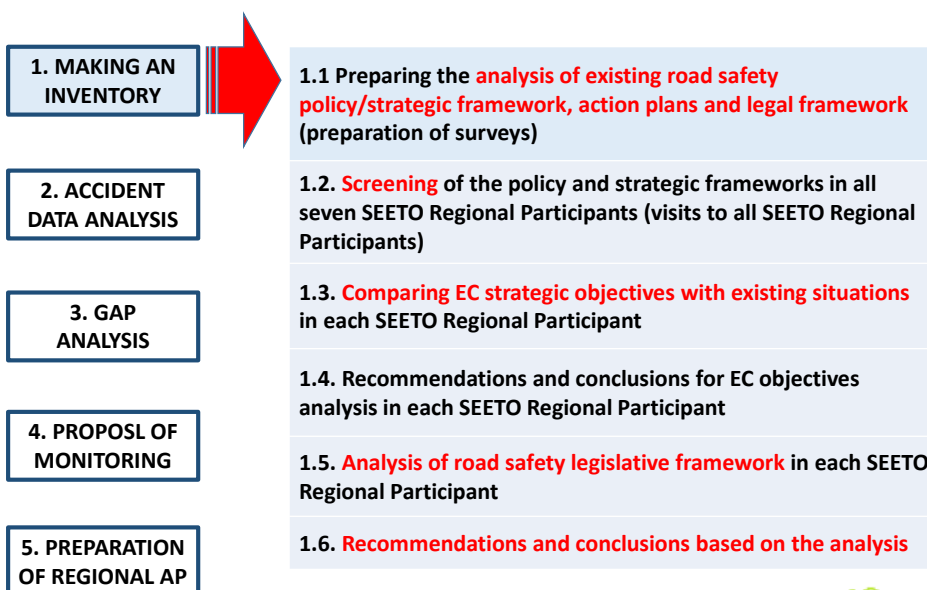 1. MAKING AN
INVENTORY
2. ACCIDENT
DATA ANALYSIS
3. GAP
ANALYSIS
4. PROPOSL OF
MONITORING
5. PREPARATION
OF REGIONAL AP
1.1 Preparing the analysis of existing road safety
policy/strategic framework, action plans and legal framework
(preparation of surveys)
1.2. Screening of the policy and strategic frameworks in all
seven SEETO Regional Participants (visits to all SEETO Regional
Participants)
1.3. Comparing EC strategic objectives with existing situations
in each SEETO Regional Participant
1.4. Recommendations and conclusions for EC objectives
analysis in each SEETO Regional Participant
1.5. Analysis of road safety legislative framework in each SEETO
Regional Participant
1.6. Recommendations and conclusions based on the analysis